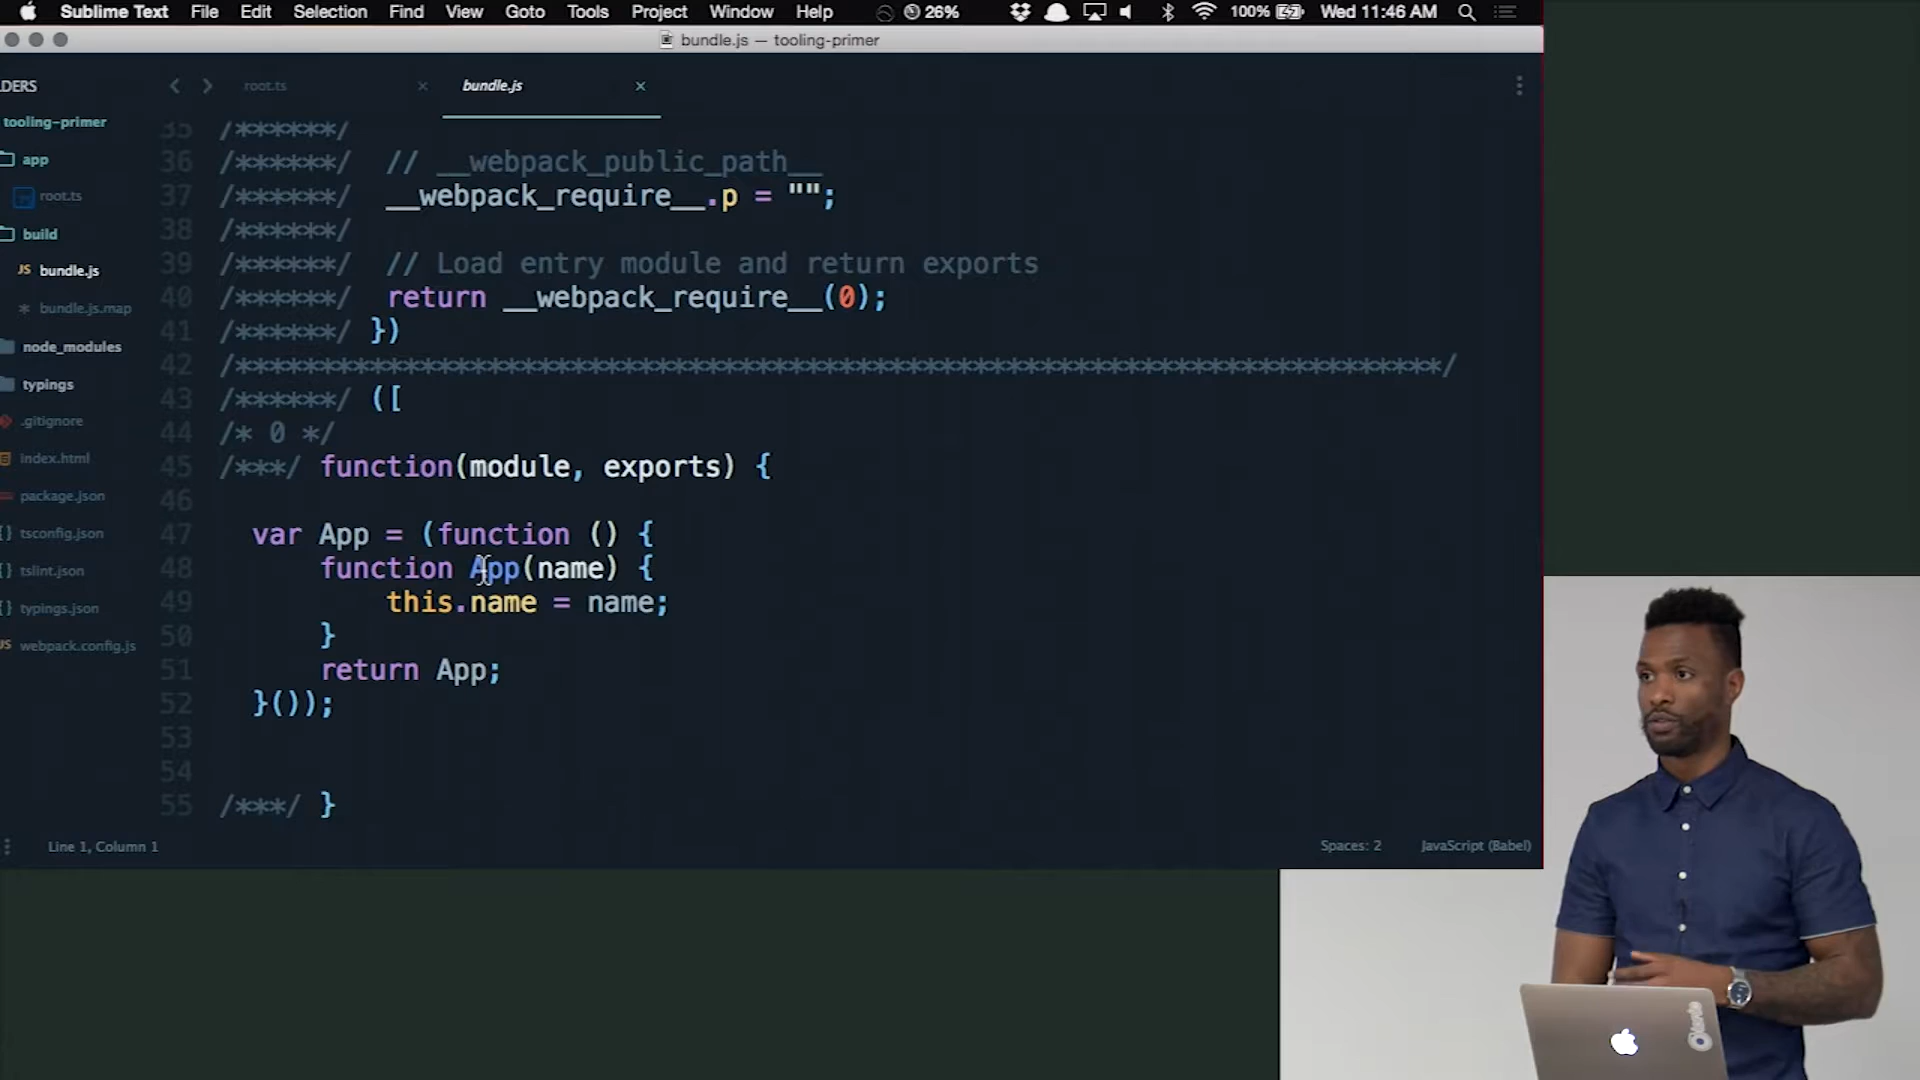 Sublime Text File Edit Selection Find View Goto Tools Project Window Help 26% 100% Wed 11:46 AM
bundle.js — tooling-primer
DERS
root.ts
bundle.js
tooling-primer
app
root.ts
build
JS bundle.js
* bundle.js.map
node_modules
typings
.gitignore
index.html
package.json
{} tsconfig.json
{} tslint.json
{} typings.json
JS webpack.config.js
35 /******/
36 /******/ // __webpack_public_path__
37 /******/ __webpack_require__.p = "";
38 /******/
39 /******/ // Load entry module and return exports
40 /******/ return __webpack_require__(0);
41 /******/ })
42 /************************************************************************/
43 /******/ ([
44 /* 0 */
45 /***/ function(module, exports) {
46
47 var App = (function () {
48 function App(name) {
49 this.name = name;
50 }
51 return App;
52 }());
53
54
55 /***/ }
Line 1, Column 1
Spaces: 2
JavaScript (Babel)